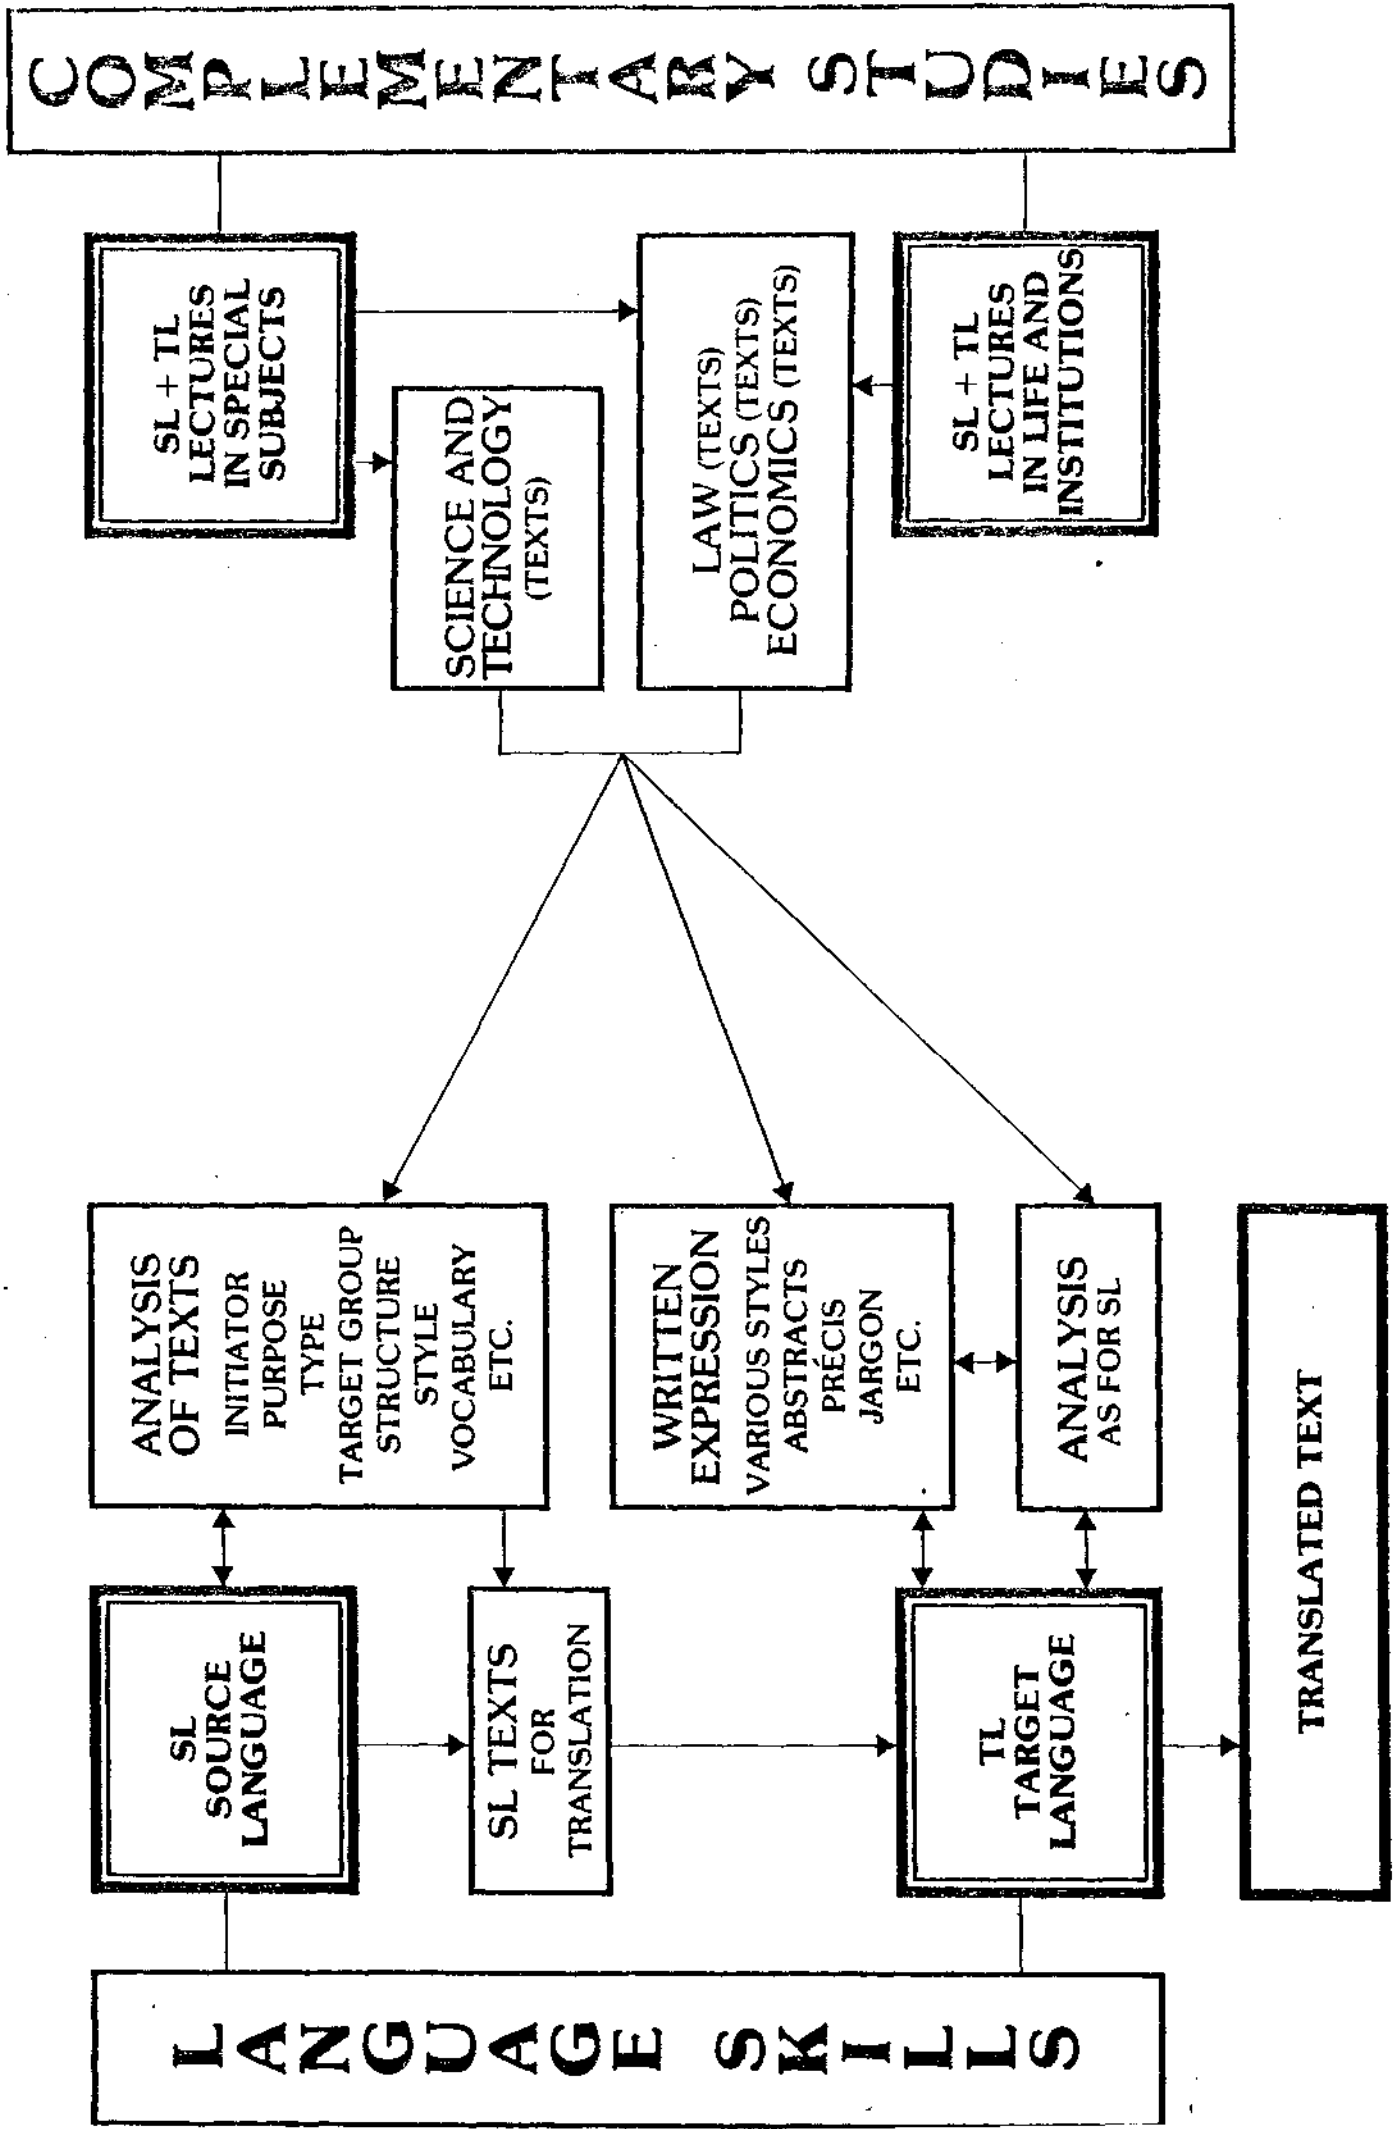 LANGUAGE SKILLS
SL
SOURCE
LANGUAGE
SL TEXTS
FOR
TRANSLATION
TL
TARGET
LANGUAGE
ANALYSIS
OF TEXTS
INITIATOR
PURPOSE
TYPE
TARGET GROUP
STRUCTURE
STYLE
VOCABULARY
ETC.
WRITTEN
EXPRESSION
VARIOUS STYLES
ABSTRACTS
PRÉCIS
JARGON
ETC.
ANALYSIS
AS FOR SL
TRANSLATED TEXT
SCIENCE AND
TECHNOLOGY
(TEXTS)
LAW (TEXTS)
POLITICS (TEXTS)
ECONOMICS (TEXTS)
SL + TL
LECTURES
IN SPECIAL
SUBJECTS
SL + TL
LECTURES
IN LIFE AND
INSTITUTIONS
COMPLEMENTARY STUDIES